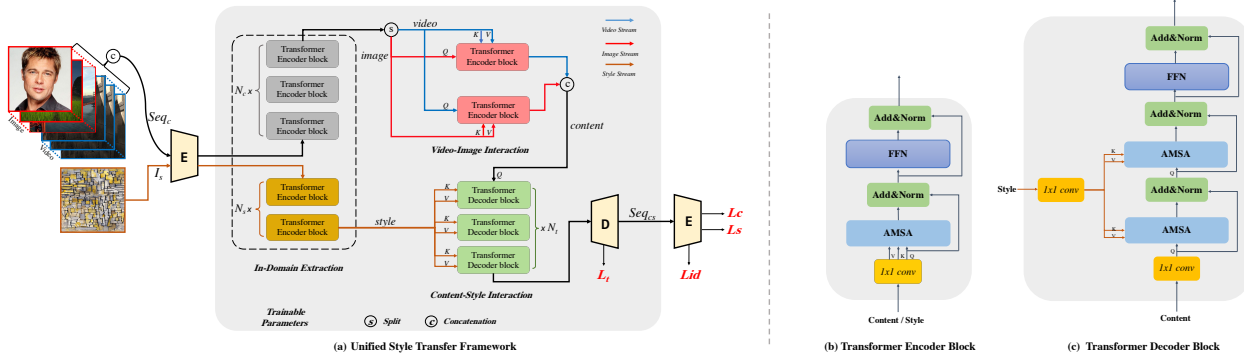 c
Image
Video
Seq_c
I_s
E
N_c ×
Transformer
Encoder block
Transformer
Encoder block
Transformer
Encoder block
N_s ×
Transformer
Encoder block
Transformer
Encoder block
In-Domain Extraction
s
video
image
K V
Q
Transformer
Encoder block
Q
Transformer
Encoder block
K V
c
Video-Image Interaction
Video Stream
Image Stream
Style Stream
content
style
Q
K
V
Transformer
Decoder block
K
V
Transformer
Decoder block
K
V
Transformer
Decoder block
× N_t
Content-Style Interaction
D
L_t
Seq_cs
E
Lc
Ls
Lid
Trainable
Parameters
s Split
c Concatenation
(a) Unified Style Transfer Framework
Add&Norm
FFN
Add&Norm
AMSA
V K Q
1x1 conv
Content / Style
(b) Transformer Encoder Block
Add&Norm
FFN
Add&Norm
K
V
AMSA
Q
Add&Norm
Style
1x1 conv
K
V
AMSA
Q
1x1 conv
Content
(c) Transformer Decoder Block